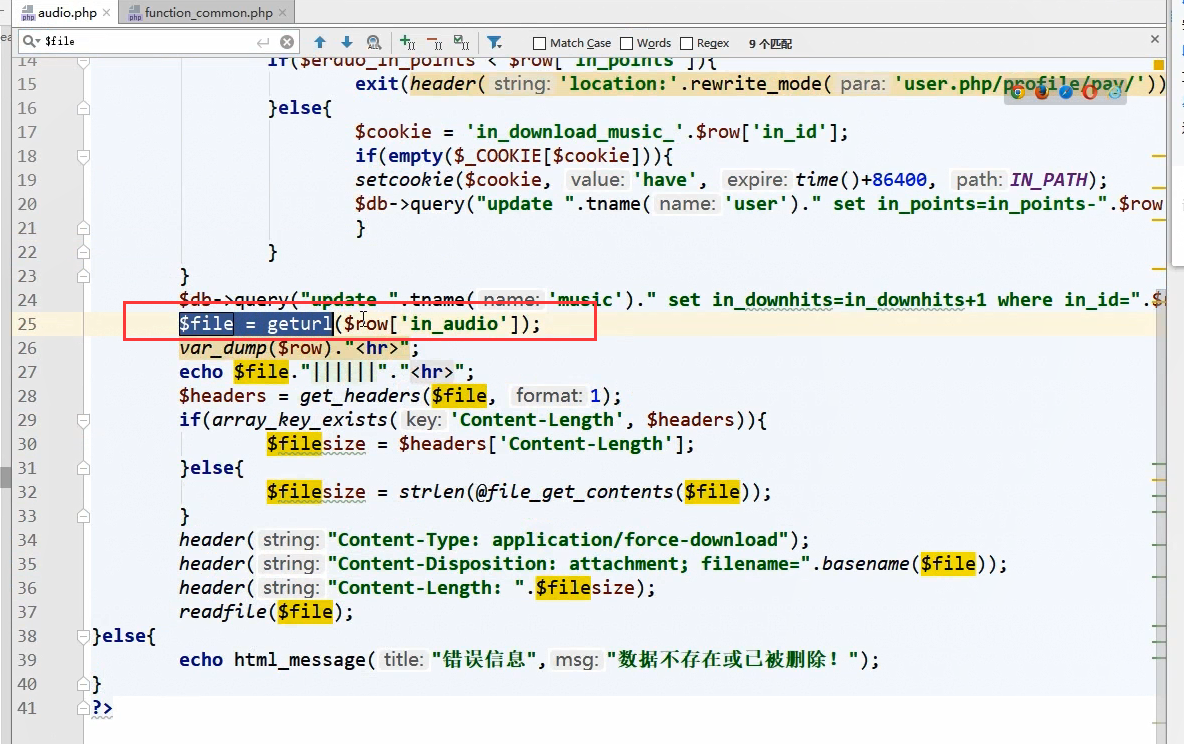 audio.php
function_common.php
$file
Match Case
Words
Regex
9 个匹配
14 if($erduo_in_points < $row['in_points']){
15 exit(header( string: 'location:'.rewrite_mode( para: 'user.php/profile/pay/'))
16 }else{
17 $cookie = 'in_download_music_'.$row['in_id'];
18 if(empty($_COOKIE[$cookie])){
19 setcookie($cookie, value: 'have', expire: time()+86400, path: IN_PATH);
20 $db->query("update ".tname( name: 'user')." set in_points=in_points-".$row
21 }
22 }
23 }
24 $db->query("update ".tname( name: 'music')." set in_downhits=in_downhits+1 where in_id=".$
25 $file = geturl($row['in_audio']);
26 var_dump($row)."<hr>";
27 echo $file."||||||"."<hr>";
28 $headers = get_headers($file, format: 1);
29 if(array_key_exists( key: 'Content-Length', $headers)){
30 $filesize = $headers['Content-Length'];
31 }else{
32 $filesize = strlen(@file_get_contents($file));
33 }
34 header( string: "Content-Type: application/force-download");
35 header( string: "Content-Disposition: attachment; filename=".basename($file));
36 header( string: "Content-Length: ".$filesize);
37 readfile($file);
38 }else{
39 echo html_message( title: "错误信息", msg: "数据不存在或已被删除！");
40 }
41 ?>